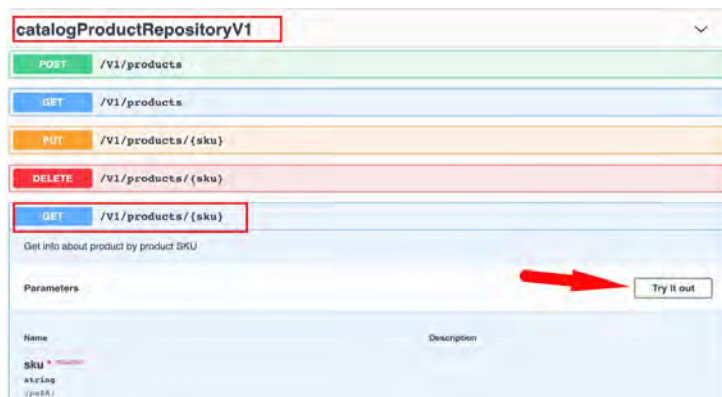 catalogProductRepositoryV1
POST /V1/products
GET /V1/products
PUT /V1/products/{sku}
DELETE /V1/products/{sku}
GET /V1/products/{sku}
Get info about product by product SKU
Parameters
Try it out
Name Description
sku *
string
(path)